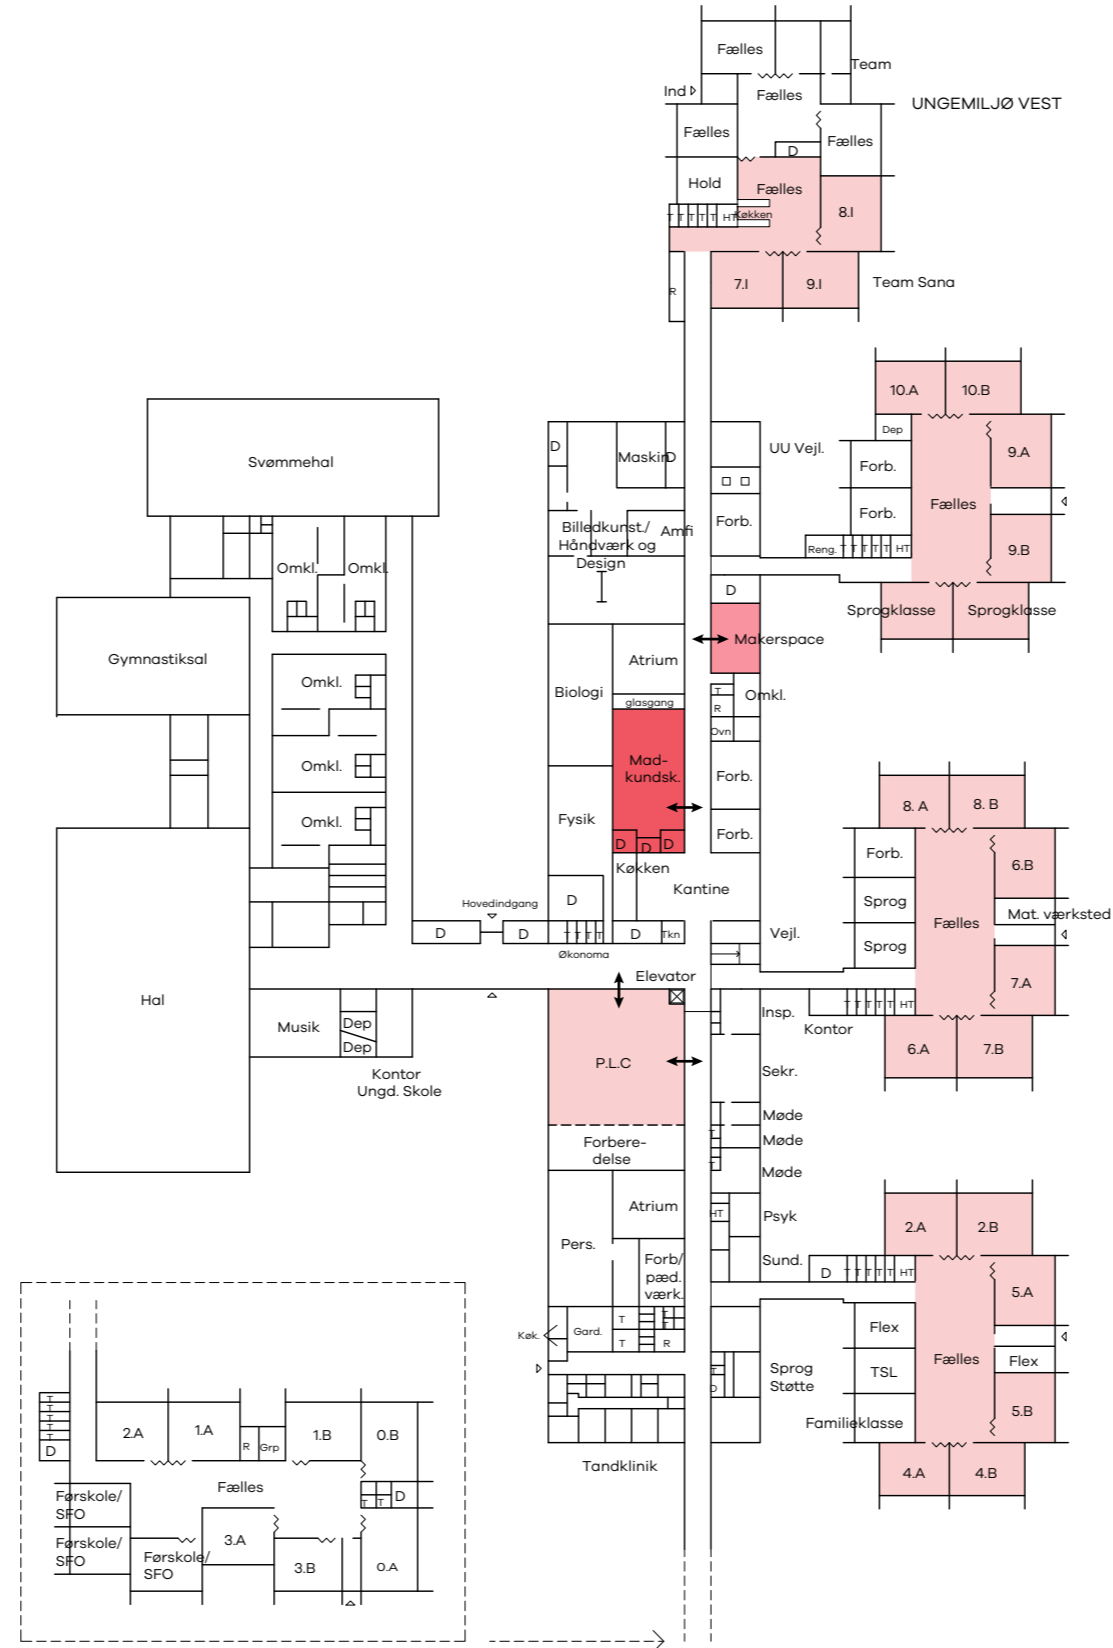 Fælles
Team
Ind
Fælles
UNGEMILJØ VEST
Fælles
Fælles
D
Hold
Fælles
T T T T T HT
Køkken
8.I
R
7.I
9.I
Team Sana
10.A
10.B
Dep
UU Vejl.
9.A
Forb.
Fælles
Forb.
Forb.
Reng. T T T T T HT
9.B
Sprogklasse
Sprogklasse
D
Maskin
D
Billedkunst./
Håndværk og
Design
Amfi
D
Makerspace
Svømmehal
Omkl.
Omkl.
Gymnastiksal
Omkl.
Omkl.
Omkl.
Hal
Atrium
Biologi
glasgang
T
R
Omkl.
Ovn
Mad-
kundsk.
Forb.
Fysik
Forb.
D
D
D
Køkken
Kantine
D
Hovedindgang
D
D
T T T T
D
Tkn
Vejl.
Økonoma
Elevator
8. A
8. B
Forb.
6.B
Sprog
Mat. værksted
Fælles
Sprog
7.A
T T T T T HT
Kontor
6.A
7.B
Musik
Dep
Dep
Kontor
Ungd. Skole
P.L.C
Insp.
Sekr.
Møde
T
Møde
T
Møde
Forbere-
delse
Atrium
HT
Psyk
Pers.
Forb/
pæd.
værk.
Sund.
D
T T T T T HT
2.A
2.B
5.A
Flex
Fælles
Flex
TSL
5.B
Familieklasse
4.A
4.B
Køk.
Gard.
T
T
T
T
R
T
D
Sprog
Støtte
Tandklinik
T
T
T
T
D
2.A
1.A
R
Grp
1.B
0.B
Fælles
T T
D
Førskole/
SFO
Førskole/
SFO
Førskole/
SFO
3.A
3.B
0.A